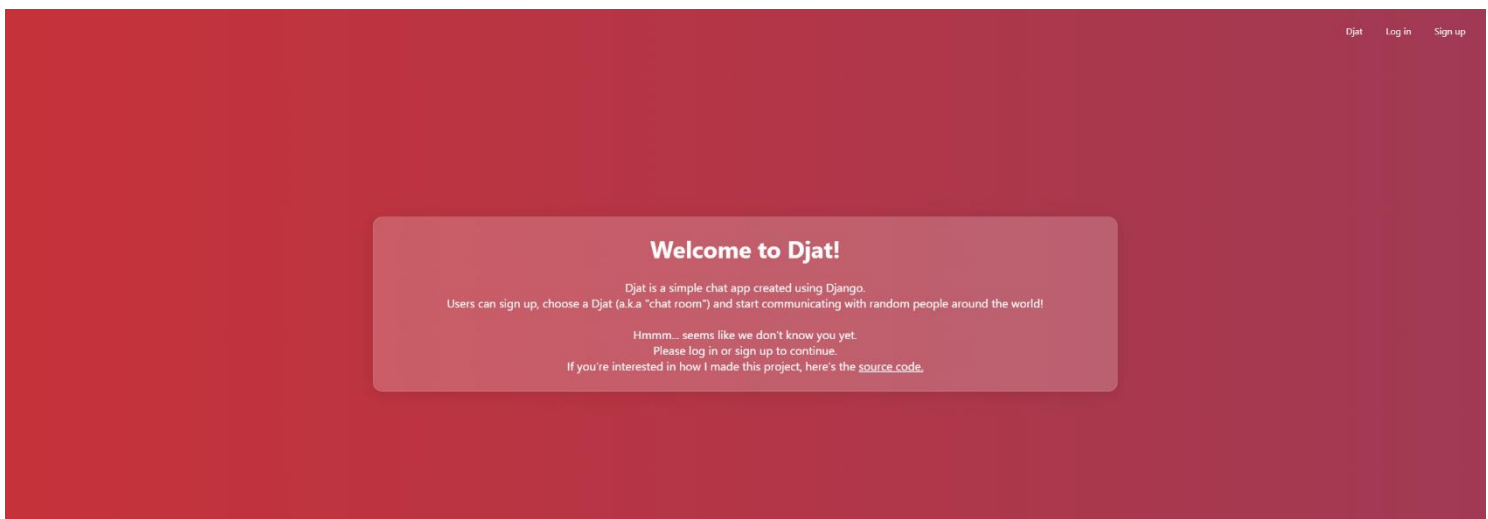 Djat Log in Sign up
Welcome to Djat!
Djat is a simple chat app created using Django.
Users can sign up, choose a Djat (a.k.a "chat room") and start communicating with random people around the world!
Hmmm... seems like we don't know you yet.
Please log in or sign up to continue.
If you're interested in how I made this project, here's the source code.